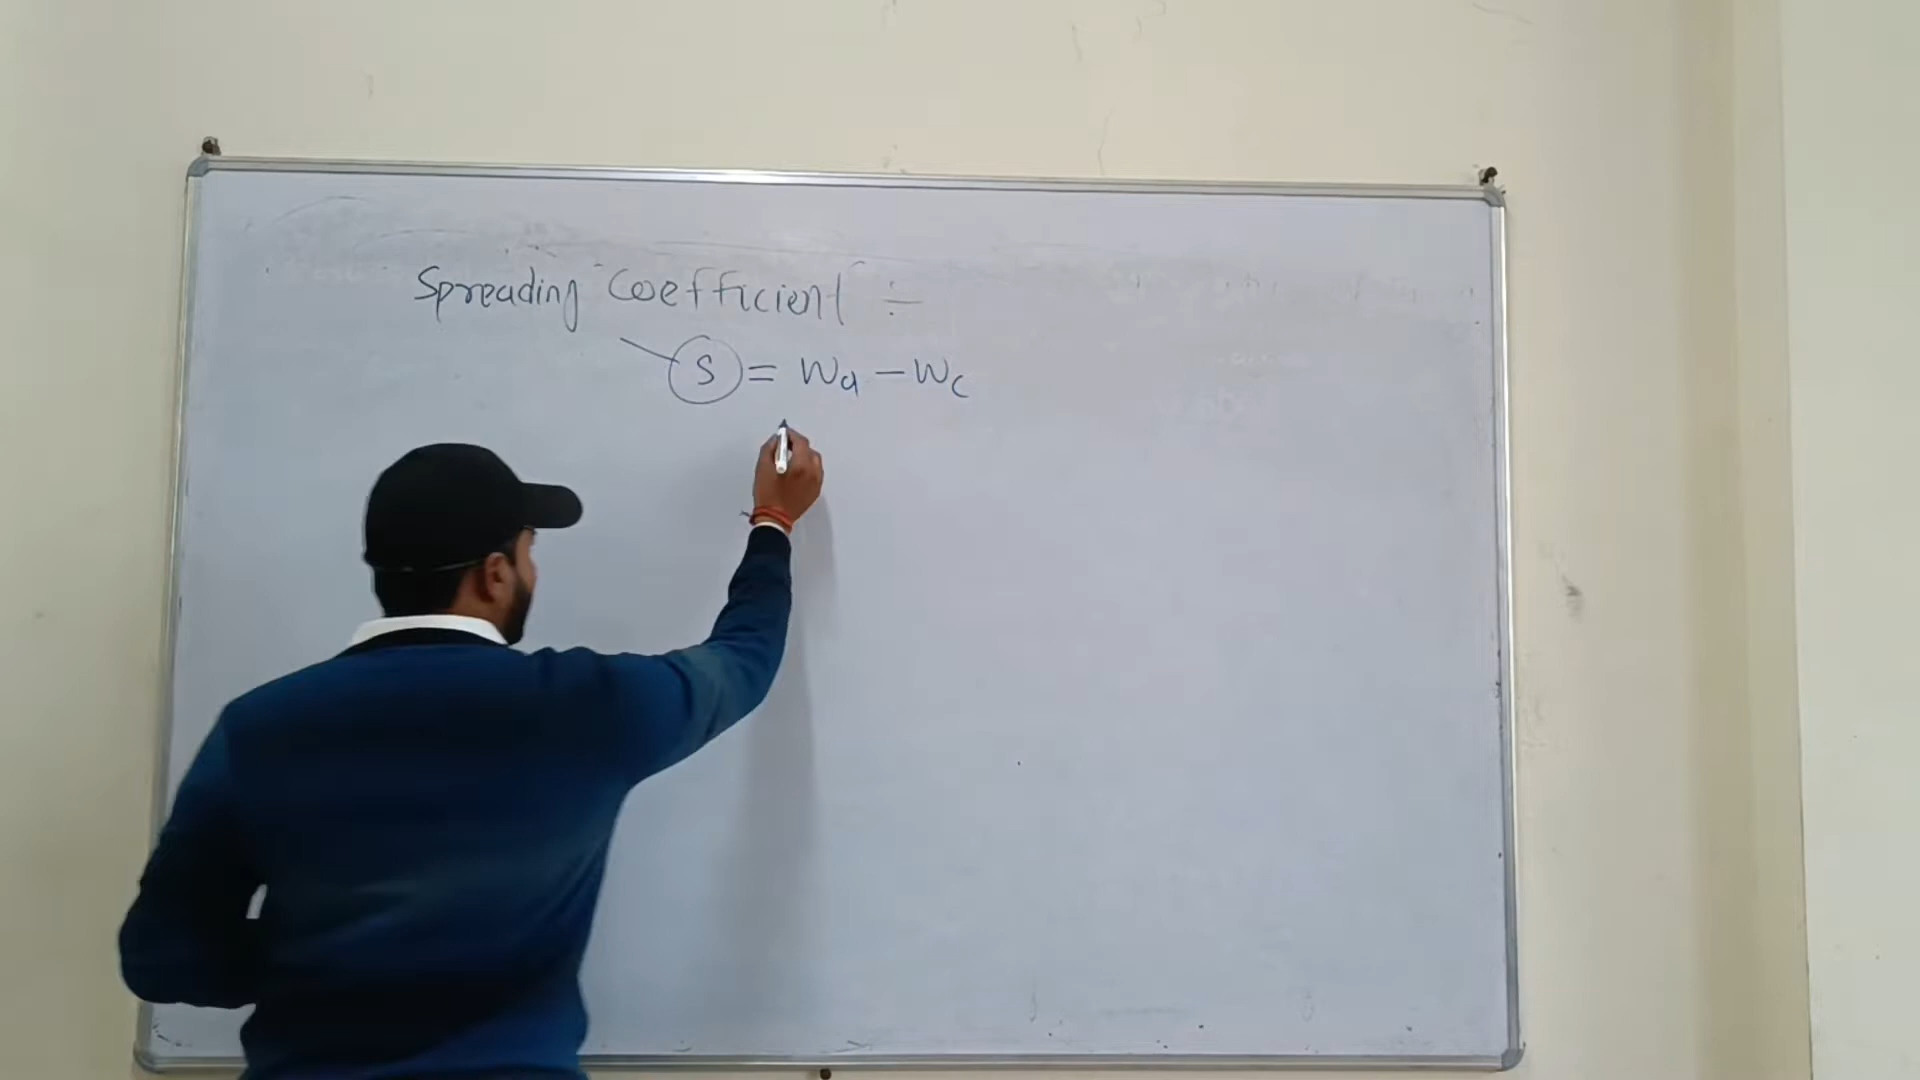 Spreading Coefficient ÷
S = Wa - Wc